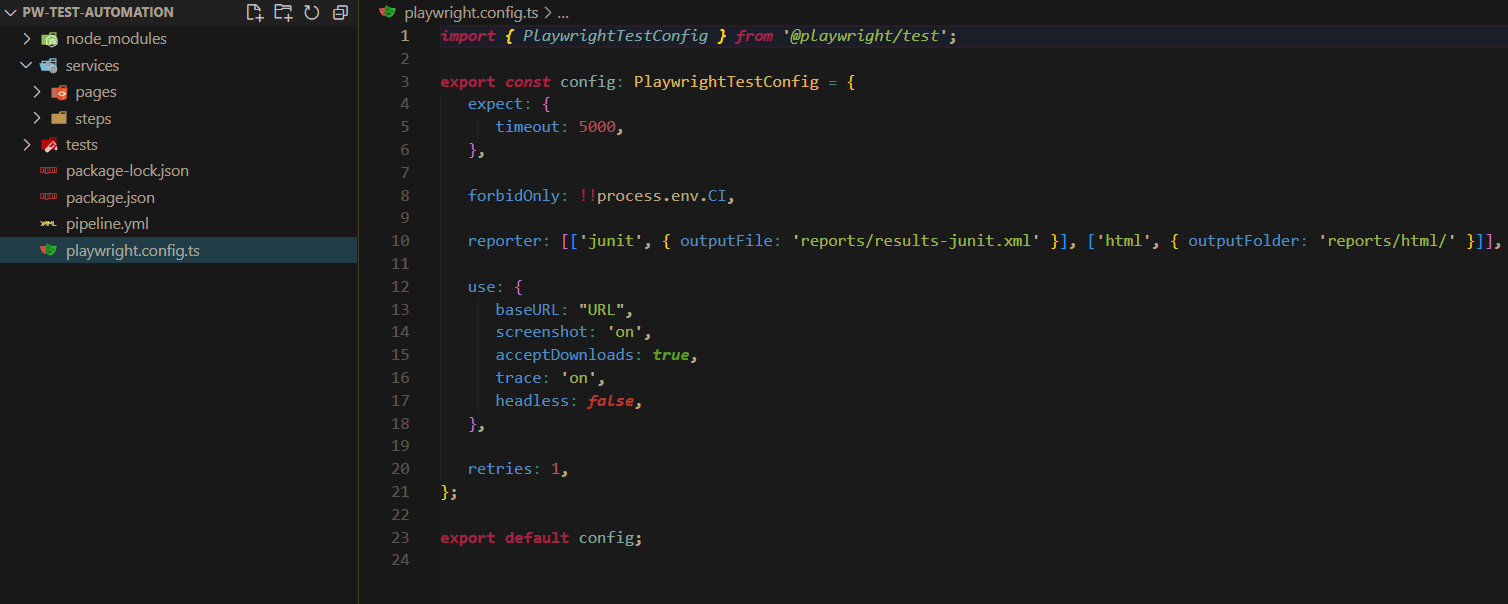 PW-TEST-AUTOMATION
node_modules
services
pages
steps
tests
package-lock.json
package.json
pipeline.yml
playwright.config.ts
playwright.config.ts > ...
1 import { PlaywrightTestConfig } from '@playwright/test';
2
3 export const config: PlaywrightTestConfig = {
4 expect: {
5 timeout: 5000,
6 },
7
8 forbidOnly: !!process.env.CI,
9
10 reporter: [['junit', { outputFile: 'reports/results-junit.xml' }], ['html', { outputFolder: 'reports/html/' }]],
11
12 use: {
13 baseURL: "URL",
14 screenshot: 'on',
15 acceptDownloads: true,
16 trace: 'on',
17 headless: false,
18 },
19
20 retries: 1,
21 };
22
23 export default config;
24